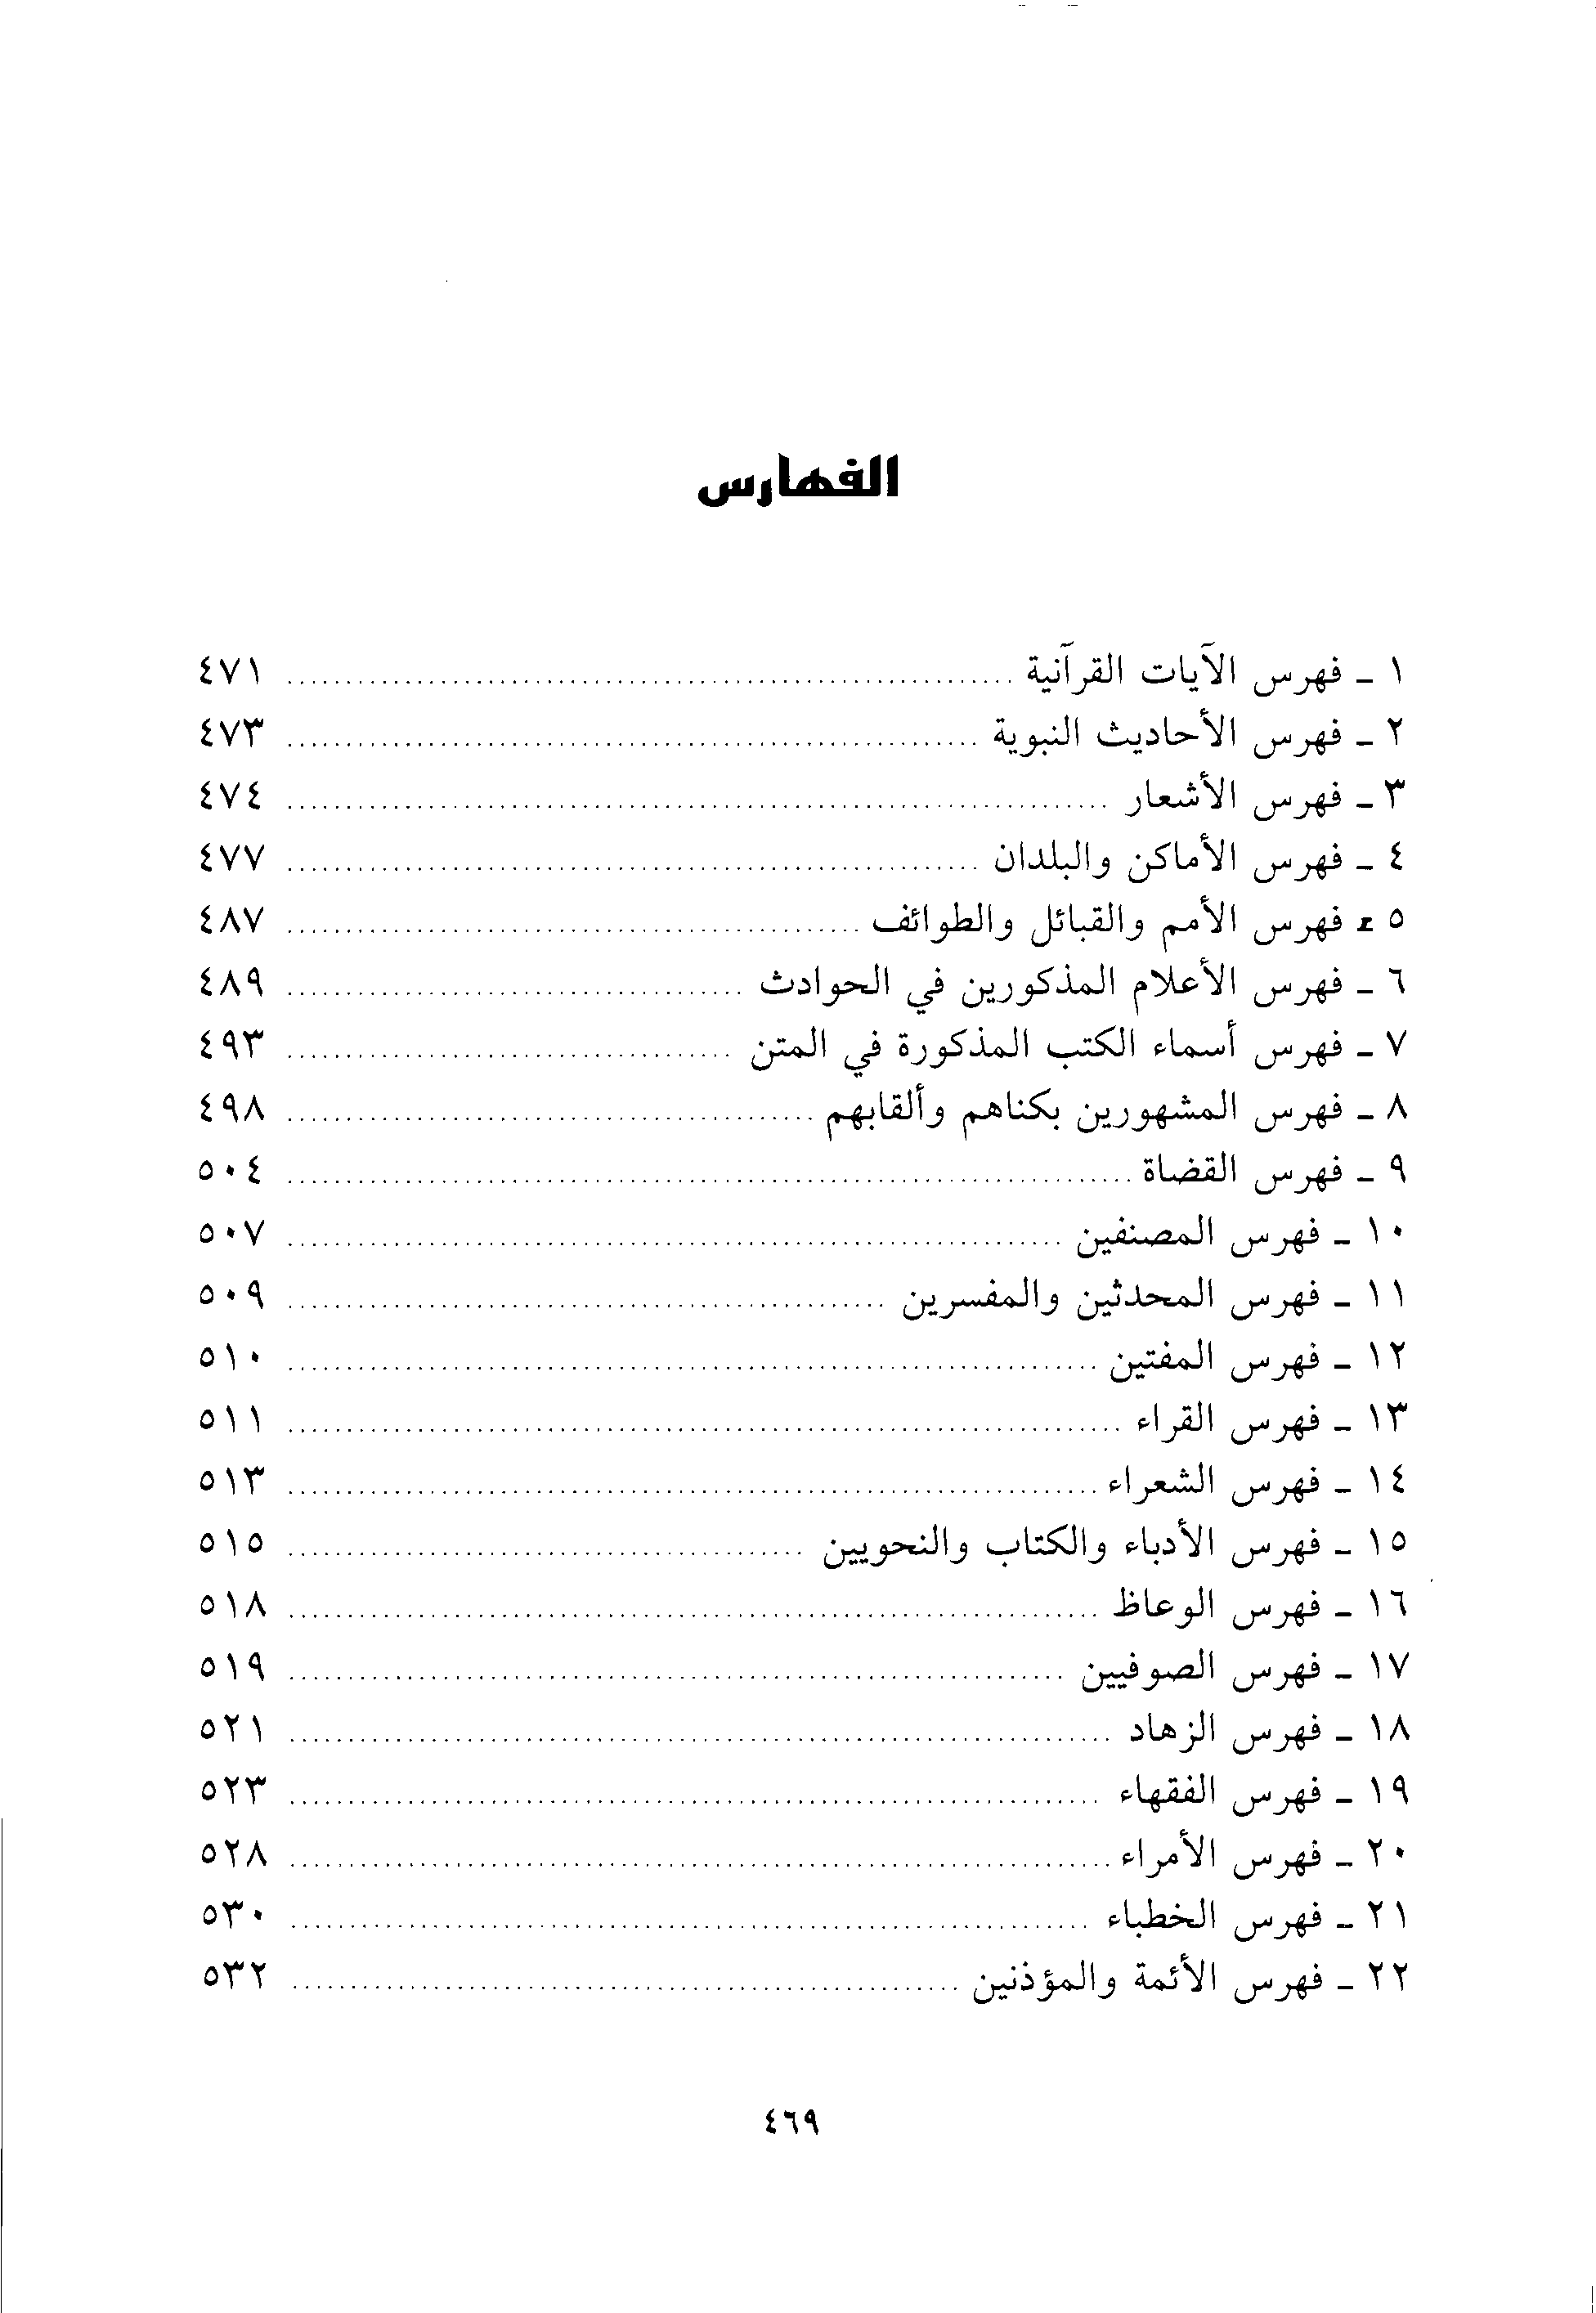 الفهارس
١ - فهرس الآيات القرآنية ........ ٤٧١
٢ - فهرس الأحاديث النبوية ........ ٤٧٣
٣ - فهرس الأشعار ........ ٤٧٤
٤ - فهرس الأماكن والبلدان ........ ٤٧٧
٥ - فهرس الأمم والقبائل والطوائف ........ ٤٨٧
٦ - فهرس الأعلام المذكورين في الحوادث ........ ٤٨٩
٧ - فهرس أسماء الكتب المذكورة في المتن ........ ٤٩٣
٨ - فهرس المشهورين بكناهم وألقابهم ........ ٤٩٨
٩ - فهرس القضاة ........ ٥٠٤
١٠ - فهرس المصنفين ........ ٥٠٧
١١ - فهرس المحدثين والمفسرين ........ ٥٠٩
١٢ - فهرس المفتين ........ ٥١٠
١٣ - فهرس القراء ........ ٥١١
١٤ - فهرس الشعراء ........ ٥١٣
١٥ - فهرس الأدباء والكتاب والنحويين ........ ٥١٥
١٦ - فهرس الوعاظ ........ ٥١٨
١٧ - فهرس الصوفيين ........ ٥١٩
١٨ - فهرس الزهاد ........ ٥٢١
١٩ - فهرس الفقهاء ........ ٥٢٣
٢٠ - فهرس الأمراء ........ ٥٢٨
٢١ - فهرس الخطباء ........ ٥٣٠
٢٢ - فهرس الأئمة والمؤذنين ........ ٥٣٢
٤٦٩